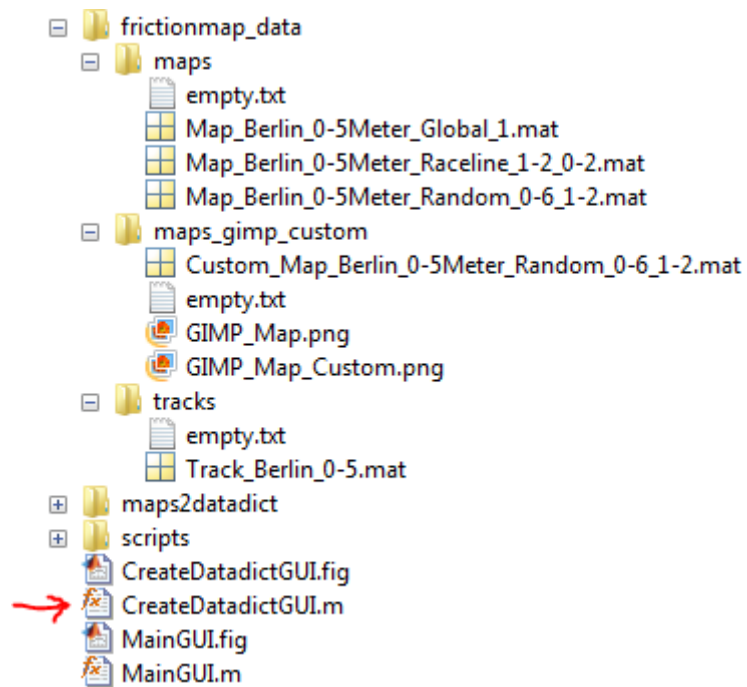 frictionmap_data
maps
empty.txt
Map_Berlin_0-5Meter_Global_1.mat
Map_Berlin_0-5Meter_Raceline_1-2_0-2.mat
Map_Berlin_0-5Meter_Random_0-6_1-2.mat
maps_gimp_custom
Custom_Map_Berlin_0-5Meter_Random_0-6_1-2.mat
empty.txt
GIMP_Map.png
GIMP_Map_Custom.png
tracks
empty.txt
Track_Berlin_0-5.mat
maps2datadict
scripts
CreateDatadictGUI.fig
CreateDatadictGUI.m
MainGUI.fig
MainGUI.m